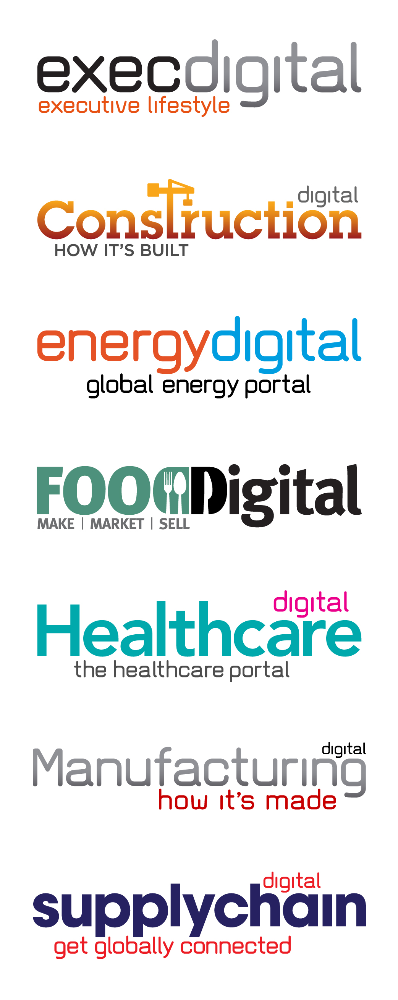 execdigital
executive lifestyle
digital
Construction
HOW IT'S BUILT
energydigital
global energy portal
FOODDigital
MAKE | MARKET | SELL
digital
Healthcare
the healthcare portal
digital
Manufacturing
how it's made
digital
supplychain
get globally connected